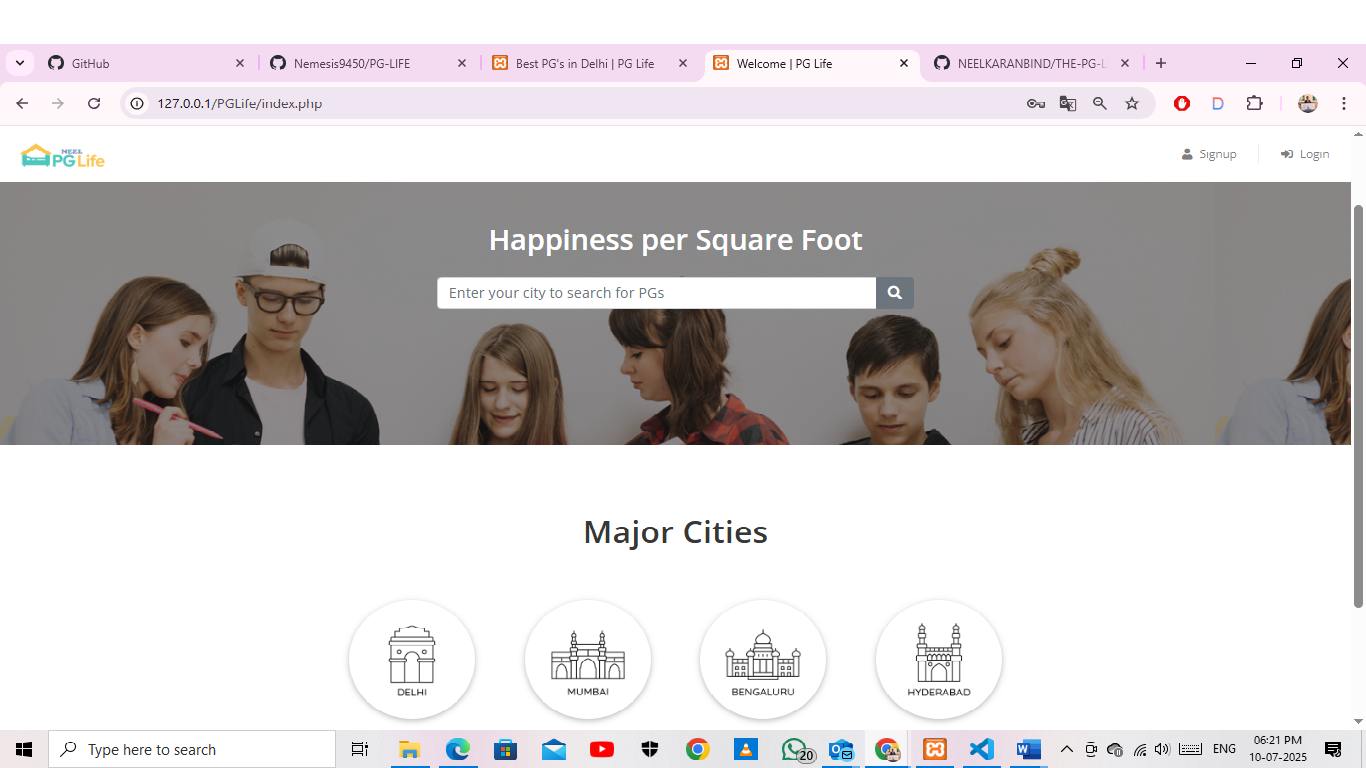 GitHub
Nemesis9450/PG-LIFE
Best PG's in Delhi | PG Life
Welcome | PG Life
NEELKARANBIND/THE-PG-L
127.0.0.1/PGLife/index.php
NEEL
PG Life
Signup
Login
Happiness per Square Foot
Enter your city to search for PGs
Major Cities
DELHI
MUMBAI
BENGALURU
HYDERABAD
Type here to search
20
ENG
06:21 PM
10-07-2025